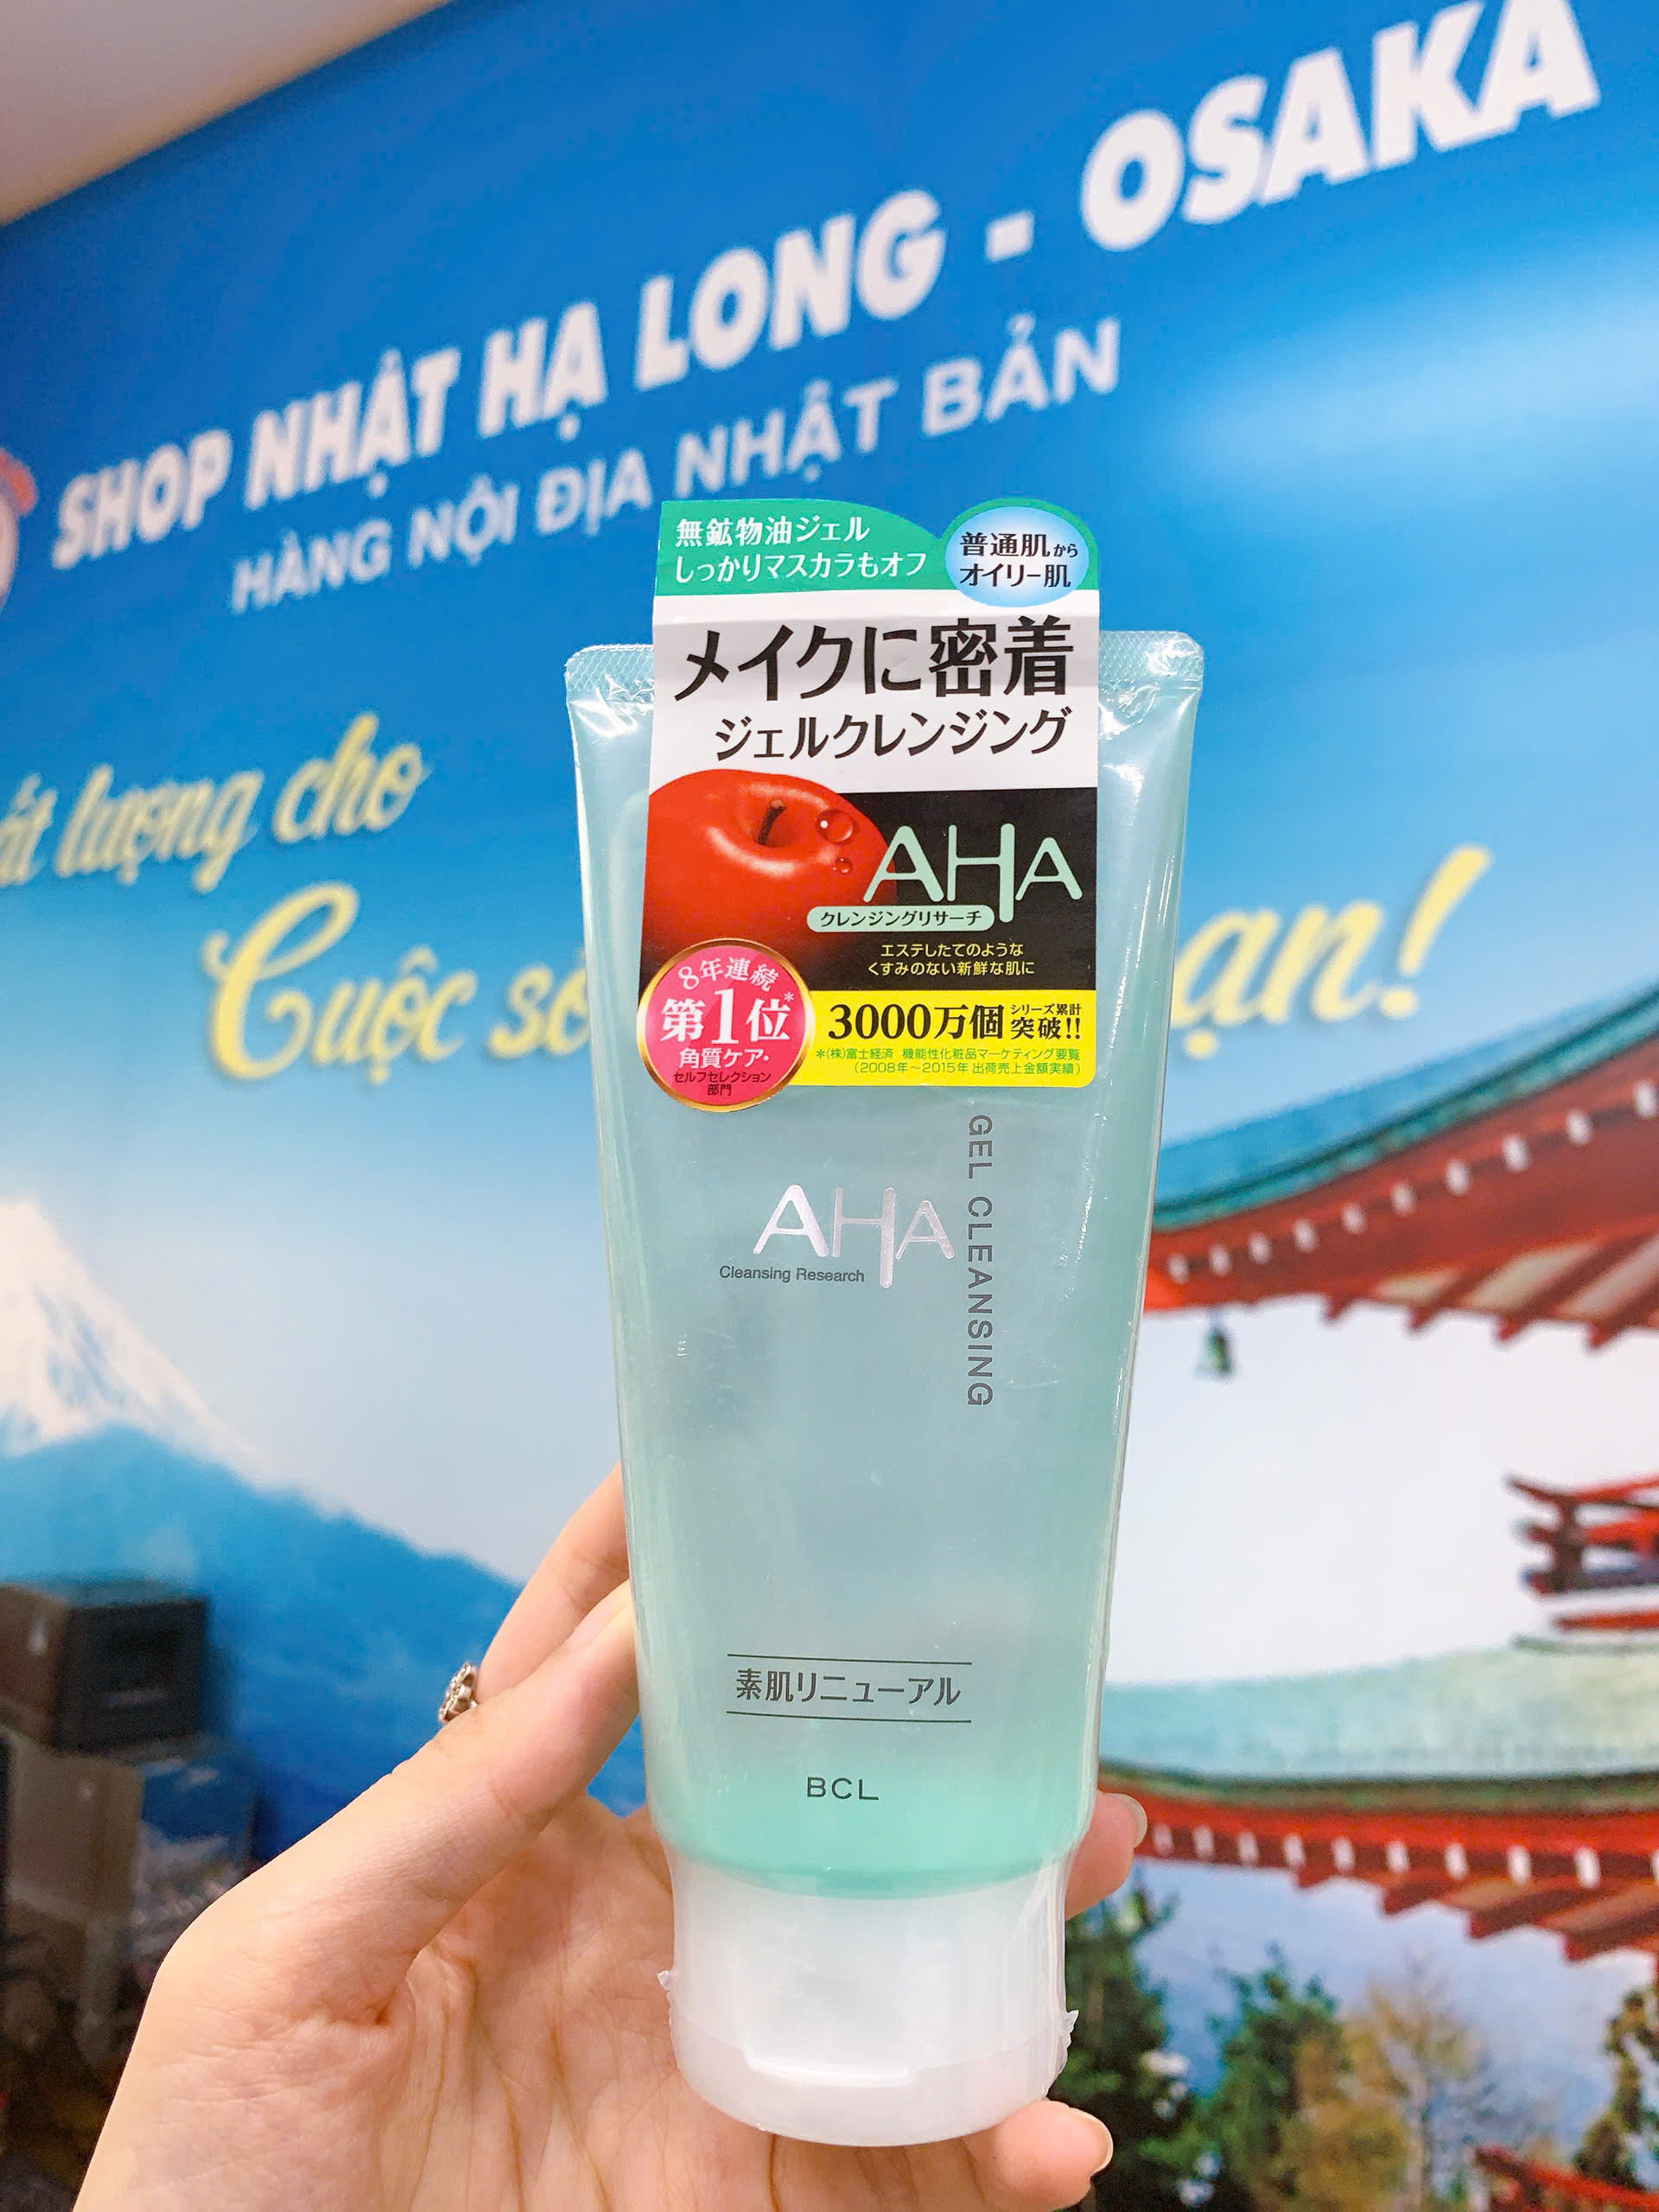 SHOP NHẬT HẠ LONG - OSAKA
HÀNG NỘI ĐỊA NHẬT BẢN
lượng cho
Cuộc
無鉱物油ジェル
しっかりマスカラもオフ
普通肌から
オイリー肌
メイクに密着
ジェルクレンジング
AHA
クレンジングリサーチ
エステしたてのような
くすみのない新鮮な肌に
8年連続
第1位*
角質ケア・
セルフセレクション
部門
3000万個 シリーズ累計 突破!!
*(株)富士経済 機能性化粧品マーケティング要覧
(2008年～2015年 出荷売上金額実績)
AHA
Cleansing Research
GEL CLEANSING
素肌リニューアル
BCL